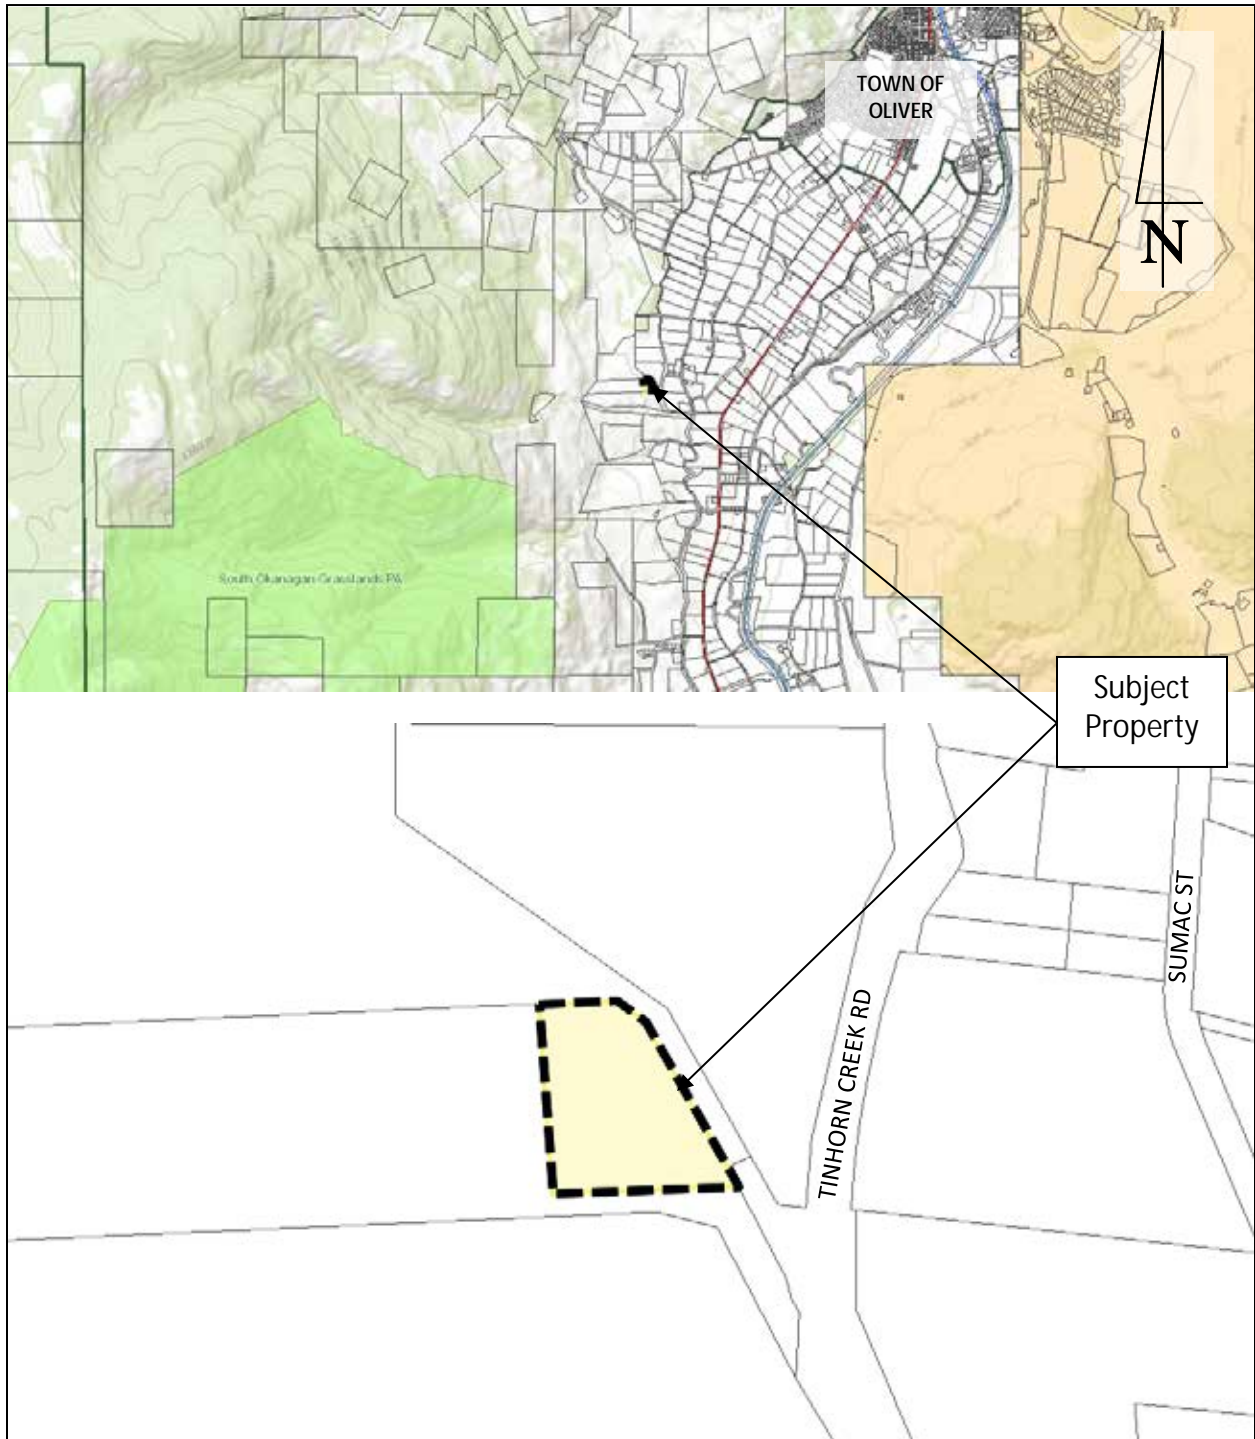 TOWN OF
OLIVER
N
South Okanagan Grasslands PA
Subject
Property
SUMAC ST
TINHORN CREEK RD